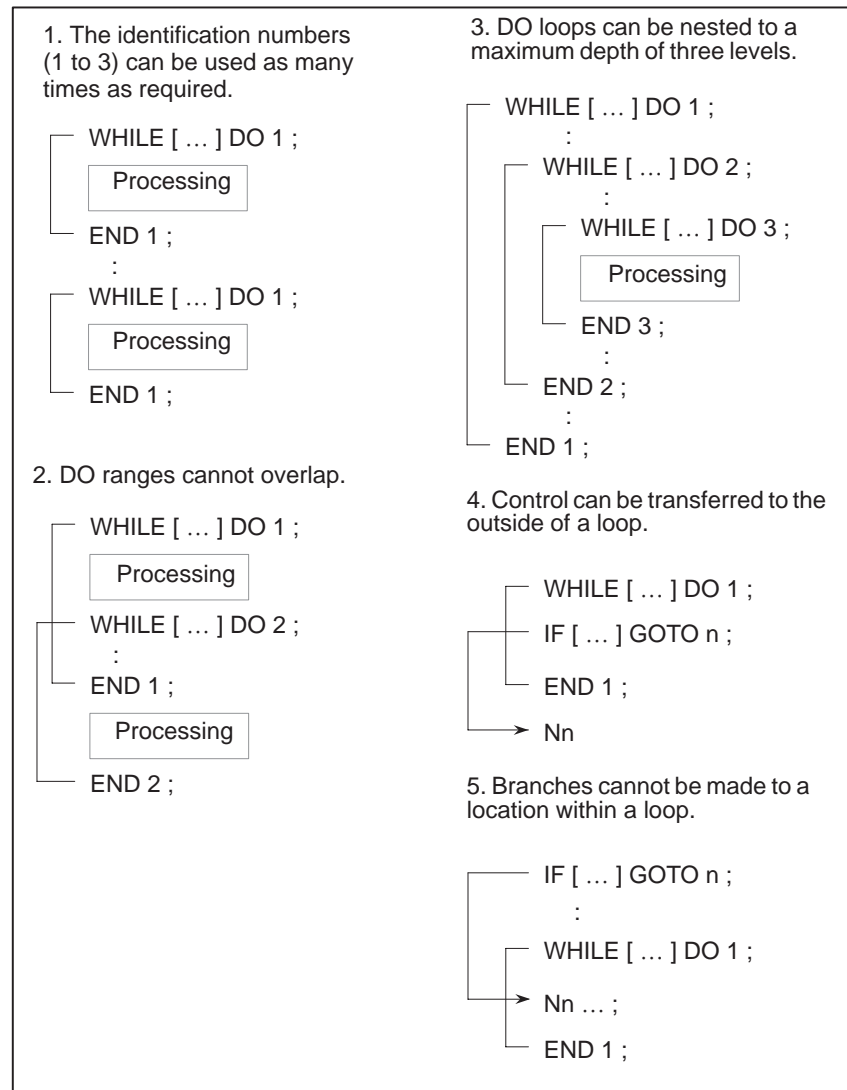 1. The identification numbers
(1 to 3) can be used as many
times as required.
WHILE [ … ] DO 1 ;
Processing
END 1 ;
:
WHILE [ … ] DO 1 ;
Processing
END 1 ;
2. DO ranges cannot overlap.
WHILE [ … ] DO 1 ;
Processing
WHILE [ … ] DO 2 ;
:
END 1 ;
Processing
END 2 ;
3. DO loops can be nested to a
maximum depth of three levels.
WHILE [ … ] DO 1 ;
:
WHILE [ … ] DO 2 ;
:
WHILE [ … ] DO 3 ;
Processing
END 3 ;
:
END 2 ;
:
END 1 ;
4. Control can be transferred to the
outside of a loop.
WHILE [ … ] DO 1 ;
IF [ … ] GOTO n ;
END 1 ;
Nn
5. Branches cannot be made to a
location within a loop.
IF [ … ] GOTO n ;
:
WHILE [ … ] DO 1 ;
Nn … ;
END 1 ;